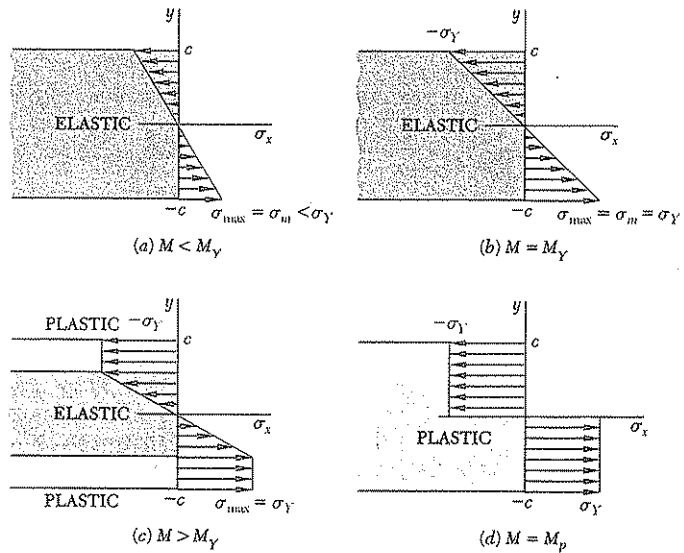 y
c
ELASTIC
σx
−c
σmax = σm < σY
(a) M < MY
y
−σY
c
ELASTIC
σx
−c
σmax = σm = σY
(b) M = MY
y
PLASTIC
−σY
c
ELASTIC
σx
PLASTIC
−c
σmax = σY
(c) M > MY
y
−σY
c
σx
PLASTIC
−c
σY
(d) M = Mp